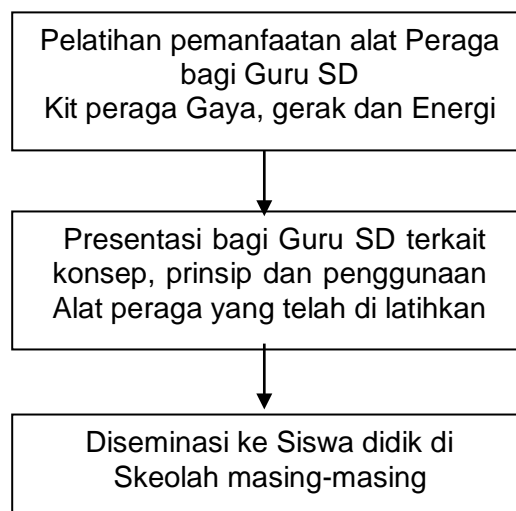 Pelatihan pemanfaatan alat Peraga
bagi Guru SD
Kit peraga Gaya, gerak dan Energi
Presentasi bagi Guru SD terkait
konsep, prinsip dan penggunaan
Alat peraga yang telah di latihkan
Diseminasi ke Siswa didik di
Skeolah masing-masing